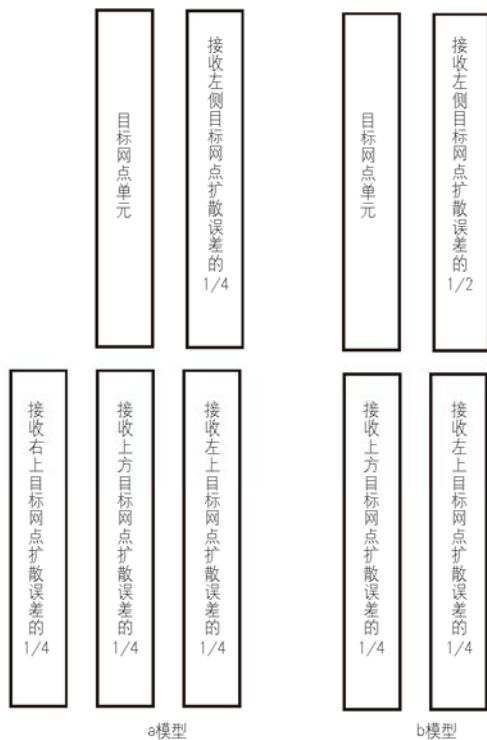 目标网点单元
接收左侧目标网点扩散误差的1/4
目标网点单元
接收左侧目标网点扩散误差的1/2
接收右上目标网点扩散误差的1/4
接收上方目标网点扩散误差的1/4
接收左上目标网点扩散误差的1/4
接收上方目标网点扩散误差的1/4
接收左上目标网点扩散误差的1/4
a模型
b模型